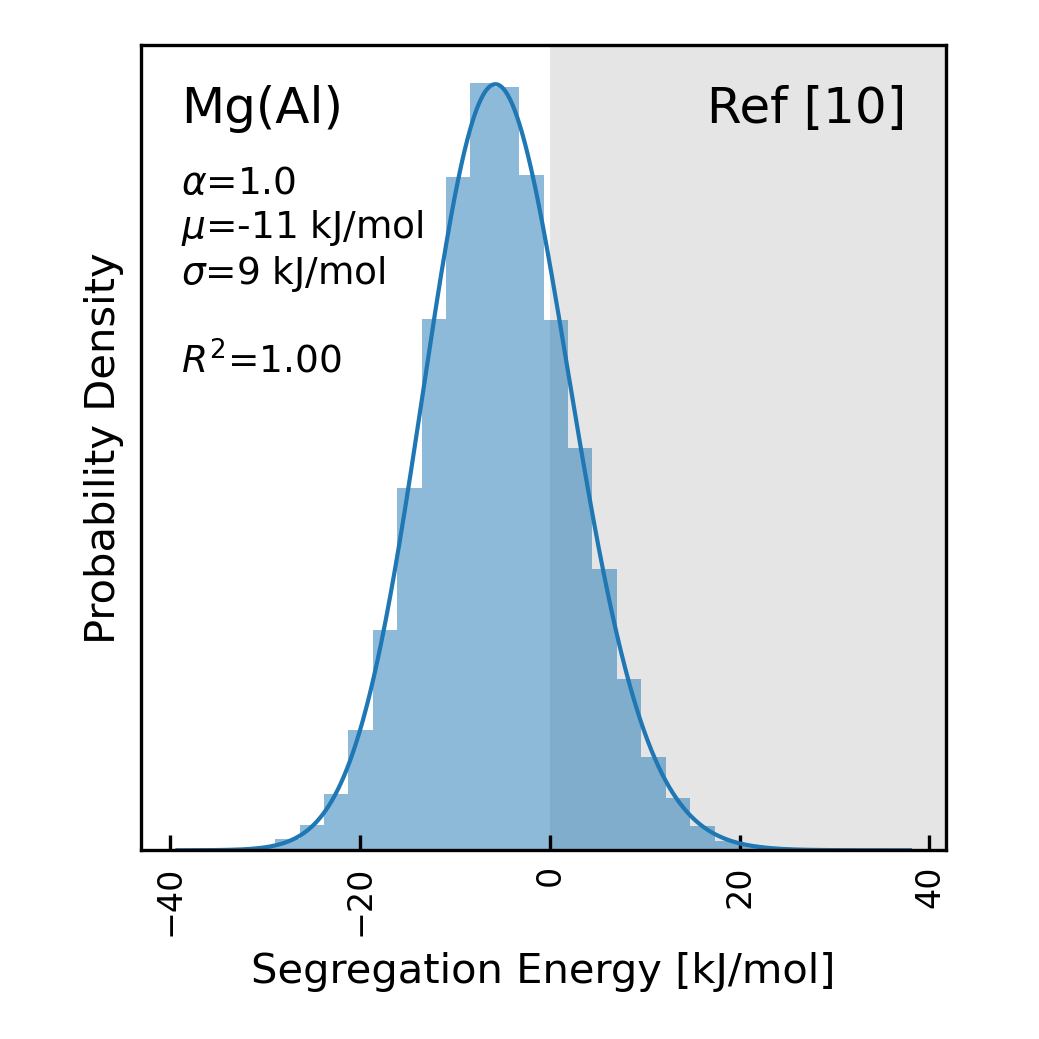 Mg(Al)
Ref [10]
α=1.0
μ=-11 kJ/mol
σ=9 kJ/mol
R²=1.00
Probability Density
−40
−20
0
20
40
Segregation Energy [kJ/mol]